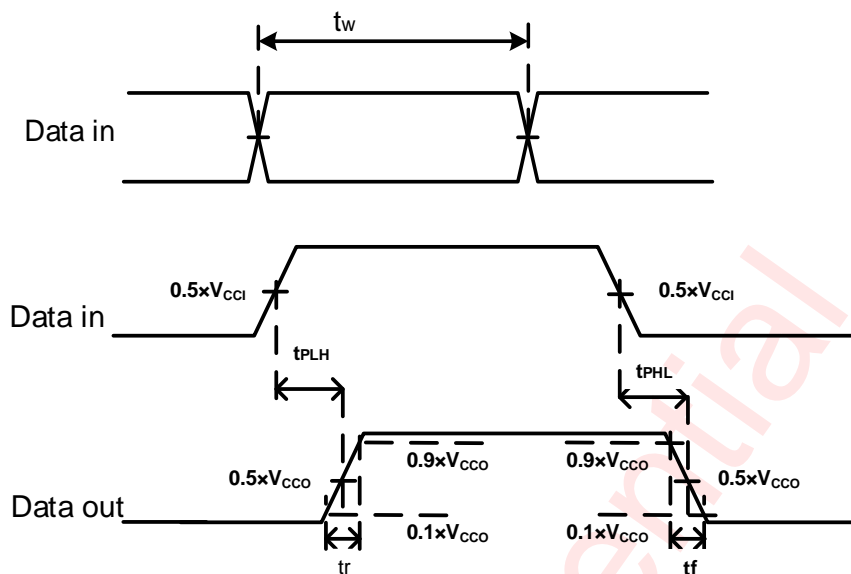 tw
Data in
0.5×VCCI
0.5×VCCI
Data in
tPLH
tPHL
0.9×VCCO
0.9×VCCO
0.5×VCCO
0.5×VCCO
Data out
0.1×VCCO
0.1×VCCO
tr
tf
ential